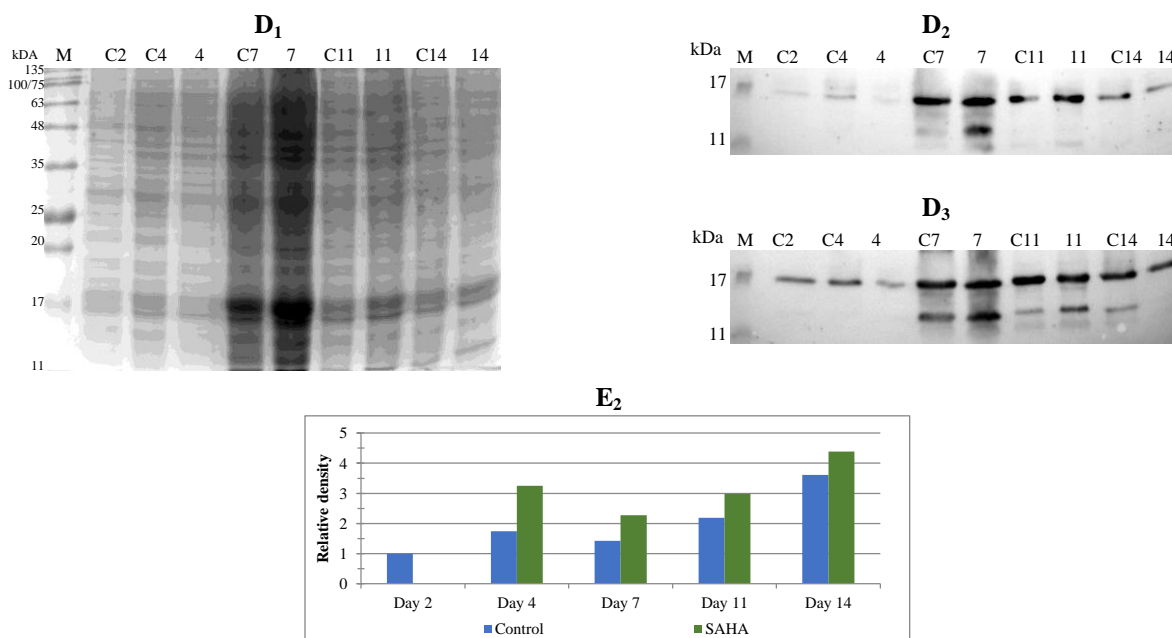 D₁
kDA M C2 C4 4 C7 7 C11 11 C14 14
135
100/75
63
48
35
25
20
17
11
D₂
kDa M C2 C4 4 C7 7 C11 11 C14 14
17
11
D₃
kDa M C2 C4 4 C7 7 C11 11 C14 14
17
11
E₂
Relative density
5
4
3
2
1
0
Day 2 Day 4 Day 7 Day 11 Day 14
Control SAHA